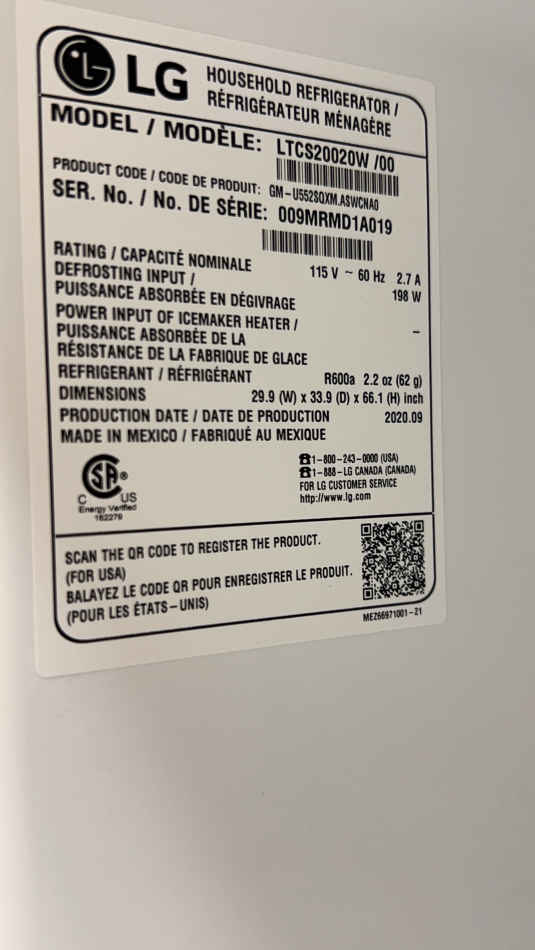 LG HOUSEHOLD REFRIGERATOR /
RÉFRIGÉRATEUR MÉNAGÈRE
MODEL / MODÈLE: LTCS20020W /00
PRODUCT CODE / CODE DE PRODUIT: GM-U552SQXM.ASWCNA0
SER. No. / No. DE SÉRIE: 009MRMD1A019
RATING / CAPACITÉ NOMINALE 115 V ~ 60 Hz 2.7 A
DEFROSTING INPUT / 198 W
PUISSANCE ABSORBÉE EN DÉGIVRAGE
POWER INPUT OF ICEMAKER HEATER / –
PUISSANCE ABSORBÉE DE LA
RÉSISTANCE DE LA FABRIQUE DE GLACE
REFRIGERANT / RÉFRIGÉRANT R600a 2.2 oz (62 g)
DIMENSIONS 29.9 (W) x 33.9 (D) x 66.1 (H) inch
PRODUCTION DATE / DATE DE PRODUCTION 2020.09
MADE IN MEXICO / FABRIQUÉ AU MEXIQUE
SA®
C US
Energy Verified
162279
☎1-800-243-0000 (USA)
☎1-888-LG CANADA (CANADA)
FOR LG CUSTOMER SERVICE
http://www.lg.com
SCAN THE QR CODE TO REGISTER THE PRODUCT.
(FOR USA)
BALAYEZ LE CODE QR POUR ENREGISTRER LE PRODUIT.
(POUR LES ÉTATS-UNIS)
MEZ66971001-21